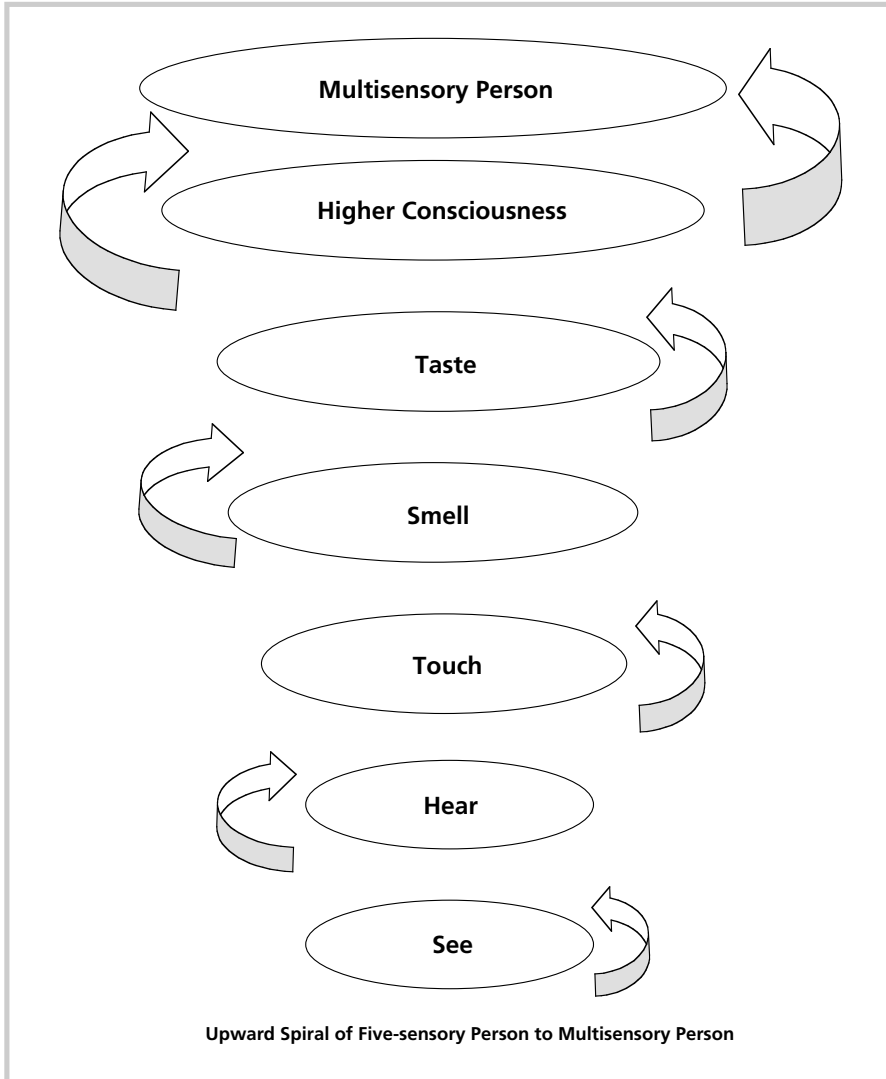 Multisensory Person
Higher Consciousness
Taste
Smell
Touch
Hear
See
Upward Spiral of Five-sensory Person to Multisensory Person